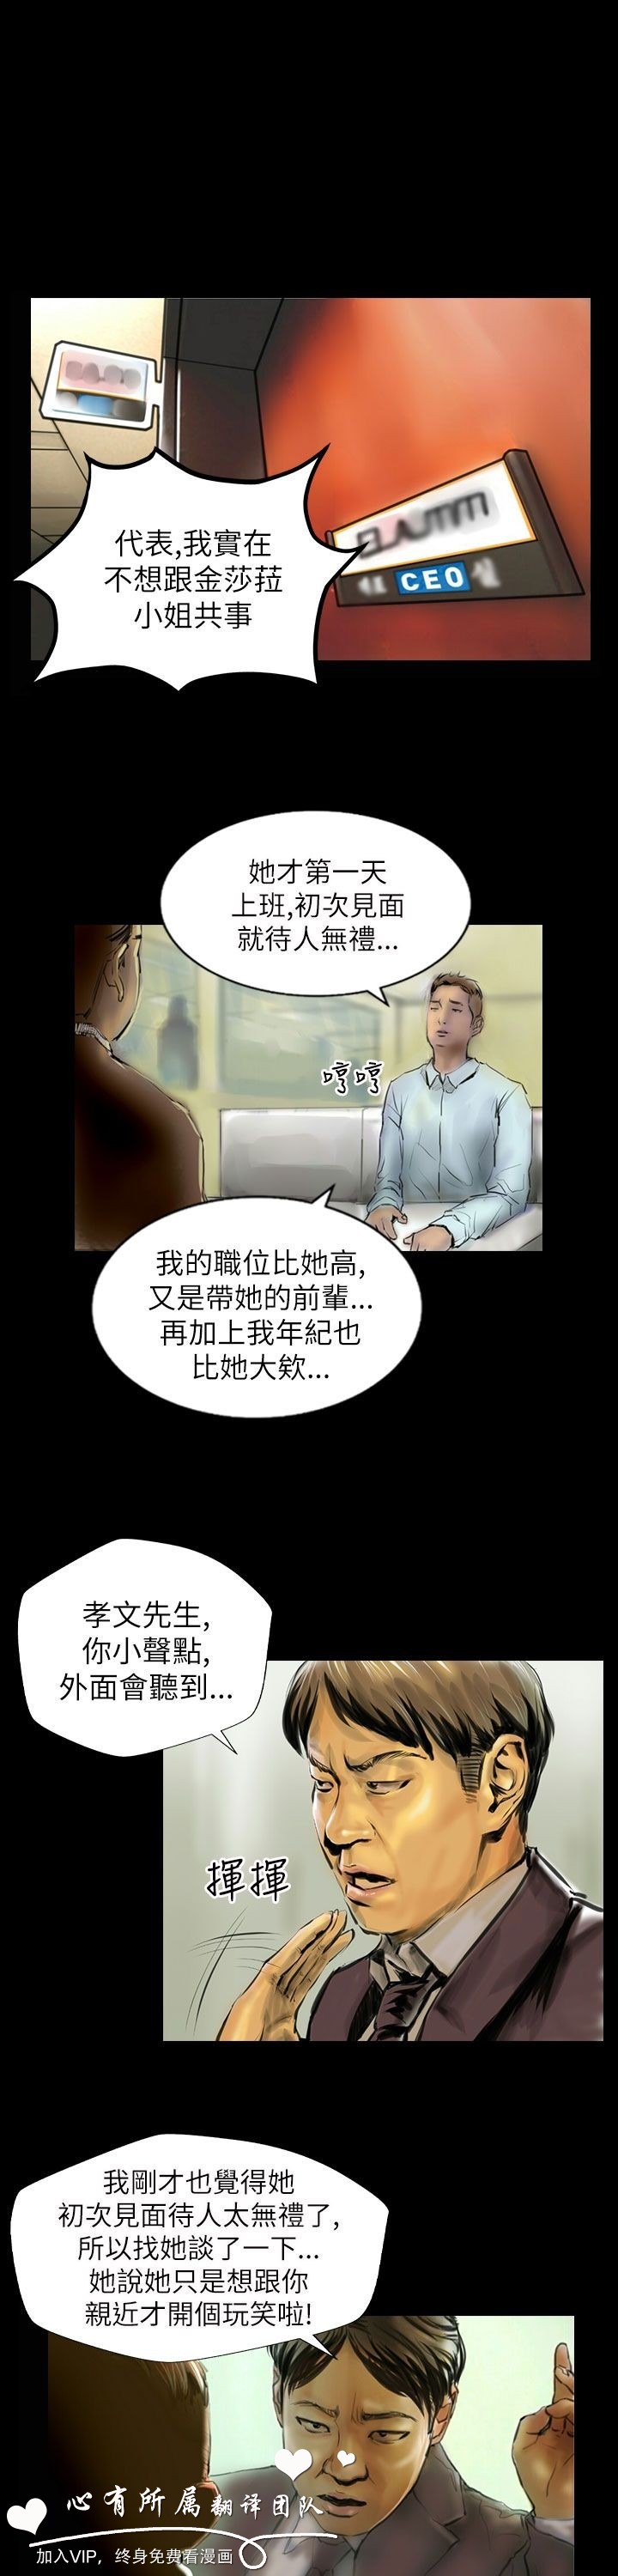 代表,我實在
不想跟金莎菈
小姐共事
CEO
她才第一天
上班,初次見面
就待人無禮...
哼哼
我的職位比她高,
又是帶她的前輩...
再加上我年紀也
比她大欸...
孝文先生,
你小聲點,
外面會聽到...
揮揮
我剛才也覺得她
初次見面待人太無禮了,
所以找她談了一下...
她說她只是想跟你
親近才開個玩笑啦!
心有所属翻译团队
加入VIP，终身免费看漫画